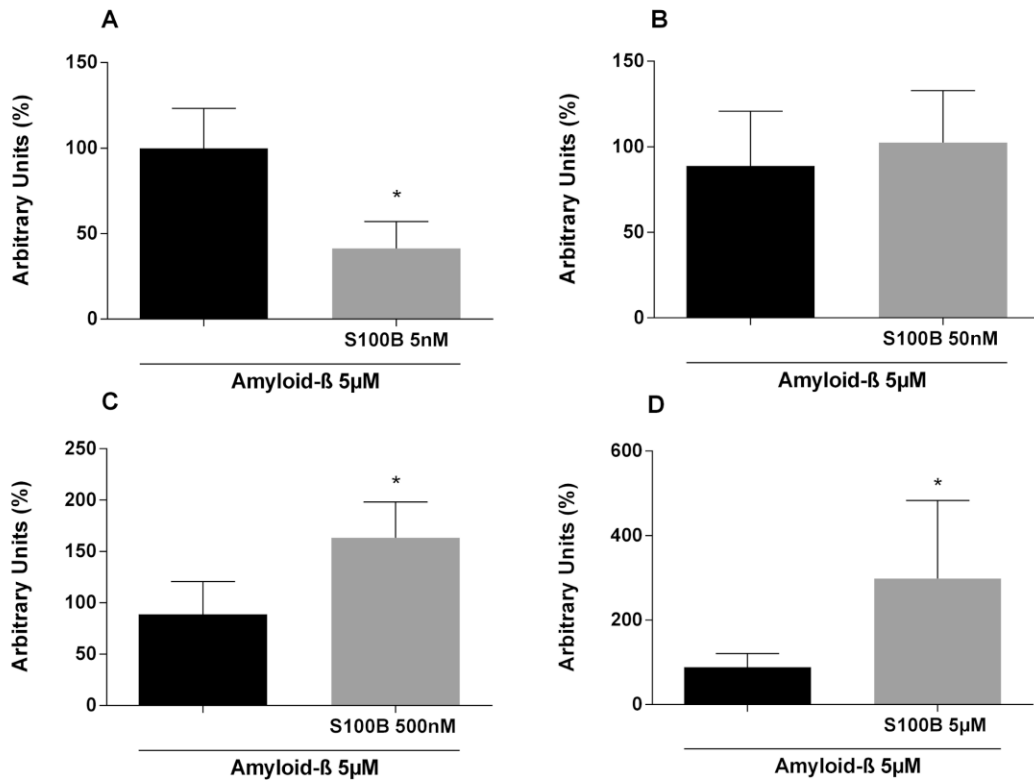 A
Arbitrary Units (%)
150
100
50
0
*
S100B 5nM
Amyloid-ß 5µM
B
Arbitrary Units (%)
150
100
50
0
S100B 50nM
Amyloid-ß 5µM
C
Arbitrary Units (%)
250
200
150
100
50
0
*
S100B 500nM
Amyloid-ß 5µM
D
Arbitrary Units (%)
600
400
200
0
*
S100B 5µM
Amyloid-ß 5µM